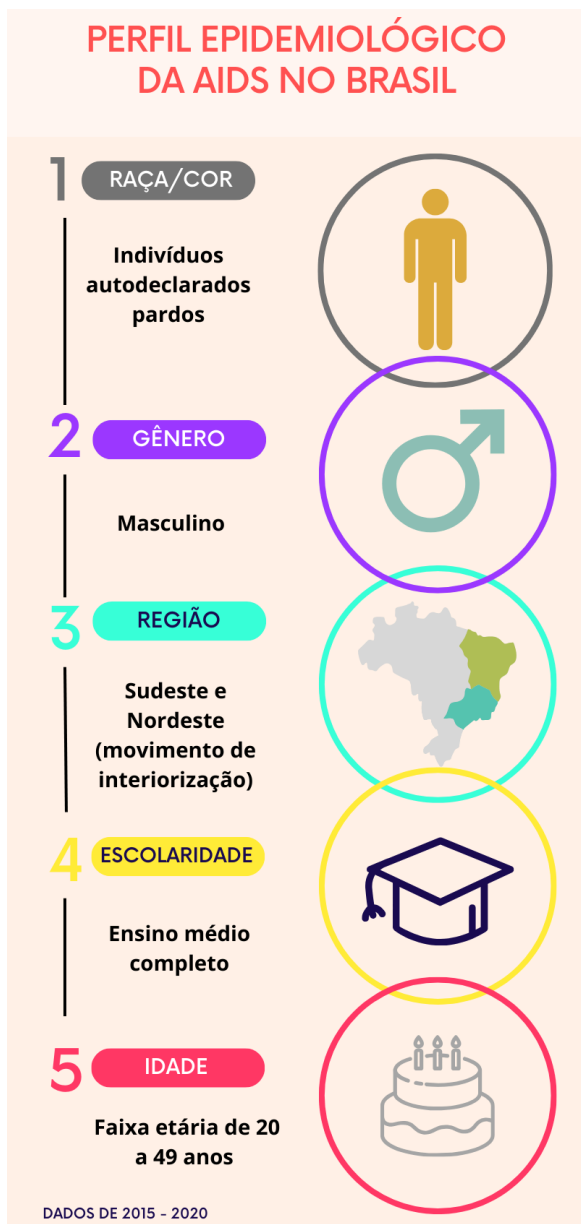 PERFIL EPIDEMIOLÓGICO
DA AIDS NO BRASIL
1 RAÇA/COR
Indivíduos
autodeclarados
pardos
2 GÊNERO
Masculino
3 REGIÃO
Sudeste e
Nordeste
(movimento de
interiorização)
4 ESCOLARIDADE
Ensino médio
completo
5 IDADE
Faixa etária de 20
a 49 anos
DADOS DE 2015 - 2020